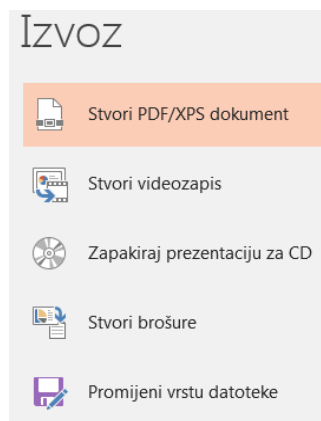 Izvoz
Stvori PDF/XPS dokument
Stvori videozapis
Zapakiraj prezentaciju za CD
Stvori brošure
Promijeni vrstu datoteke